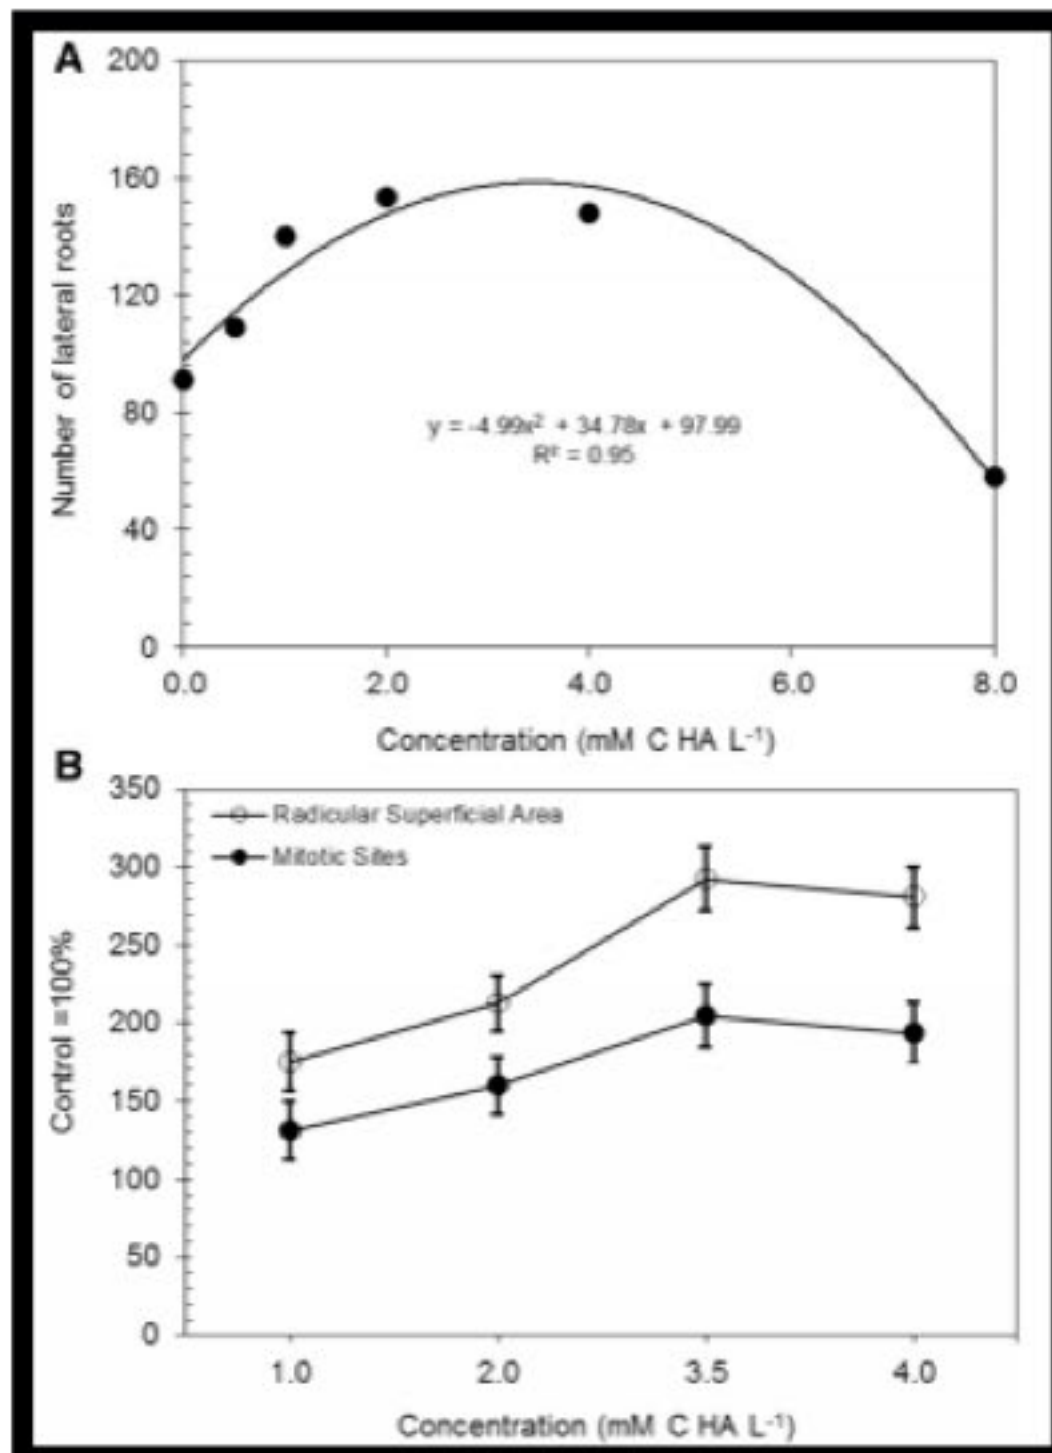 A
200
160
120
80
40
0
Number of lateral roots
y = -4.99x² + 34.78x + 97.99
R² = 0.95
0.0 2.0 4.0 6.0 8.0
Concentration (mM C HA L⁻¹)
B
350
300
250
200
150
100
50
0
Control =100%
Radicular Superficial Area
Mitotic Sites
1.0 2.0 3.5 4.0
Concentration (mM C HA L⁻¹)